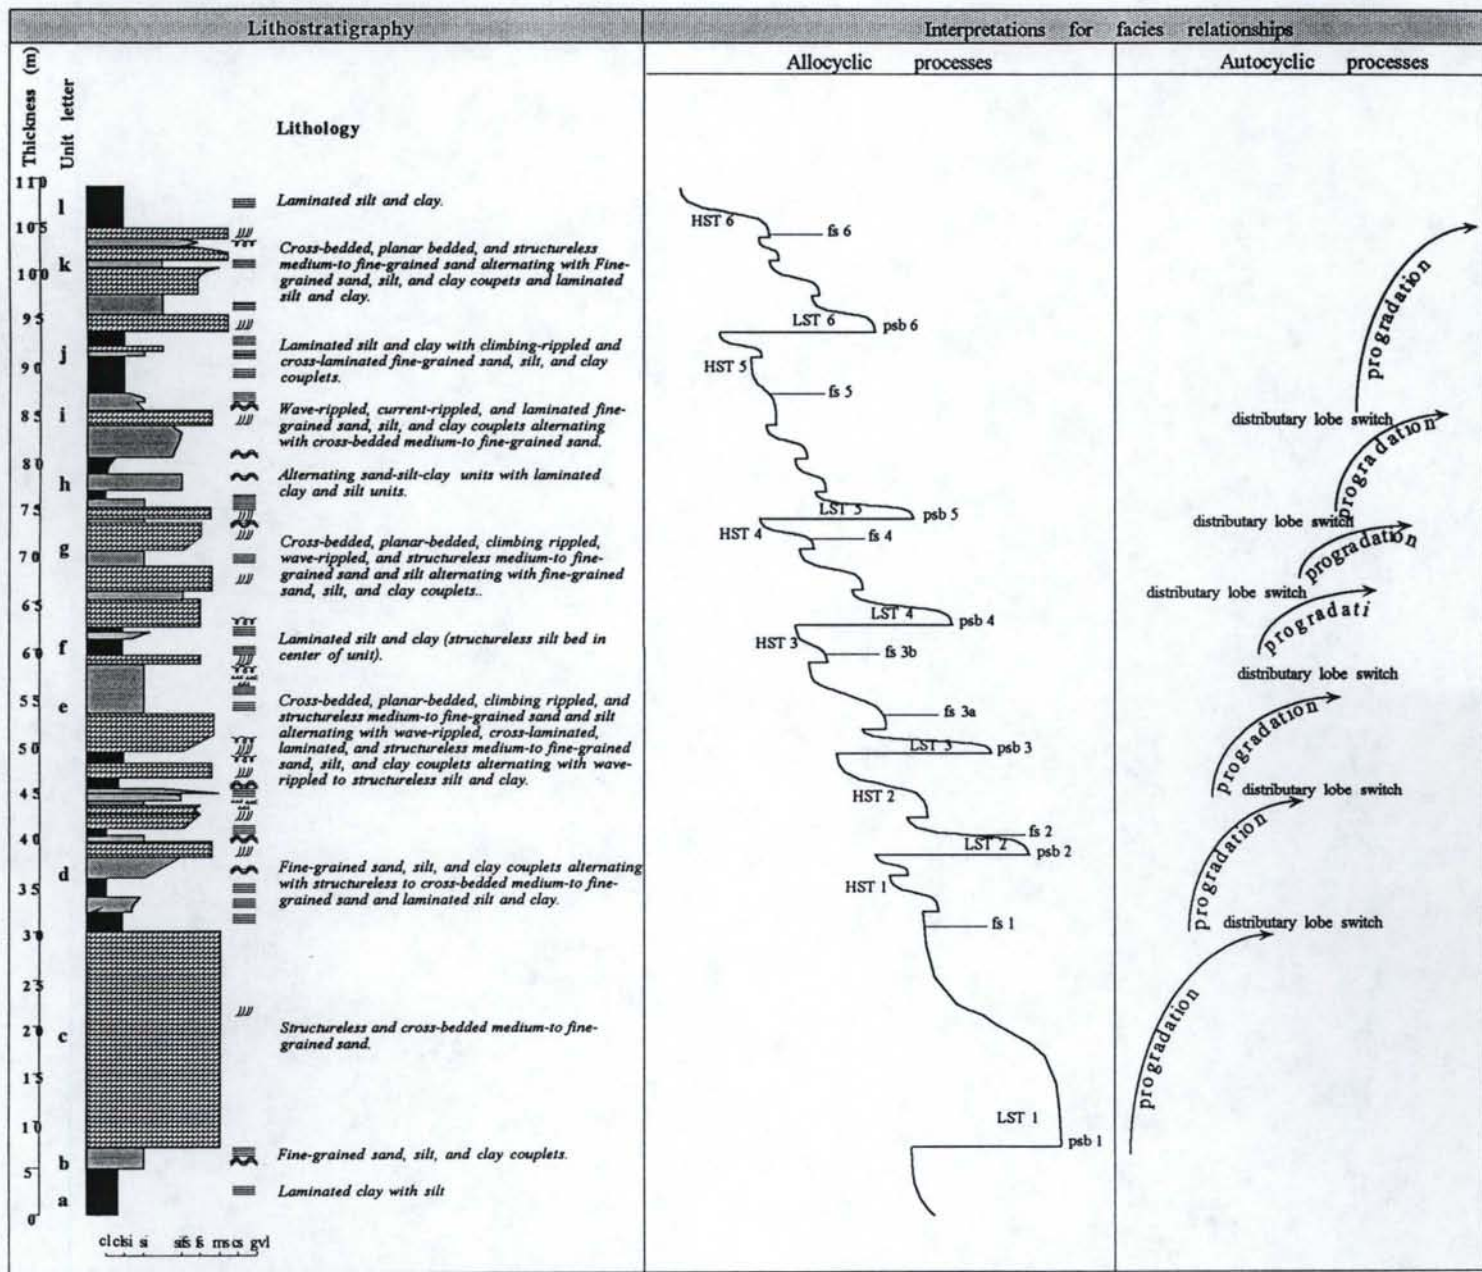 Lithostratigraphy
Interpretations for facies relationships
Allocyclic processes
Autocyclic processes
Thickness (m)
Unit letter
Lithology
110
105
100
95
90
85
80
75
70
65
60
55
50
45
40
35
30
25
20
15
10
5
0
l
k
j
i
h
g
f
e
d
c
b
a
Laminated silt and clay.
Cross-bedded, planar bedded, and structureless
medium-to fine-grained sand alternating with Fine-
grained sand, silt, and clay coupets and laminated
silt and clay.
Laminated silt and clay with climbing-rippled and
cross-laminated fine-grained sand, silt, and clay
couplets.
Wave-rippled, current-rippled, and laminated fine-
grained sand, silt, and clay couplets alternating
with cross-bedded medium-to fine-grained sand.
Alternating sand-silt-clay units with laminated
clay and silt units.
Cross-bedded, planar-bedded, climbing rippled,
wave-rippled, and structureless medium-to fine-
grained sand and silt alternating with fine-grained
sand, silt, and clay couplets..
Laminated silt and clay (structureless silt bed in
center of unit).
Cross-bedded, planar-bedded, climbing rippled, and
structureless medium-to fine-grained sand and silt
alternating with wave-rippled, cross-laminated,
laminated, and structureless medium-to fine-grained
sand, silt, and clay couplets alternating with wave-
rippled to structureless silt and clay.
Fine-grained sand, silt, and clay couplets alternating
with structureless to cross-bedded medium-to fine-
grained sand and laminated silt and clay.
Structureless and cross-bedded medium-to fine-
grained sand.
Fine-grained sand, silt, and clay couplets.
Laminated clay with silt
cl clsi si sifs fs ms cs gvl
HST 6
fs 6
LST 6
psb 6
HST 5
fs 5
LST 5
psb 5
HST 4
fs 4
LST 4
psb 4
HST 3
fs 3b
fs 3a
LST 3
psb 3
HST 2
fs 2
LST 2
psb 2
HST 1
fs 1
LST 1
psb 1
progradation
distributary lobe switch
progradation
distributary lobe switch
progradation
distributary lobe switch
progradati
distributary lobe switch
progradation
distributary lobe switch
progradation
distributary lobe switch
progradation